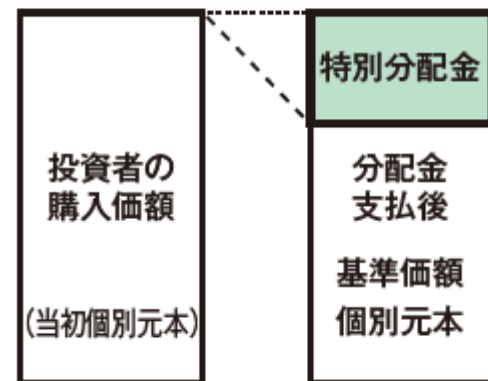 投資者の
購入価額
(当初個別元本)
特別分配金
分配金
支払後
基準価額
個別元本